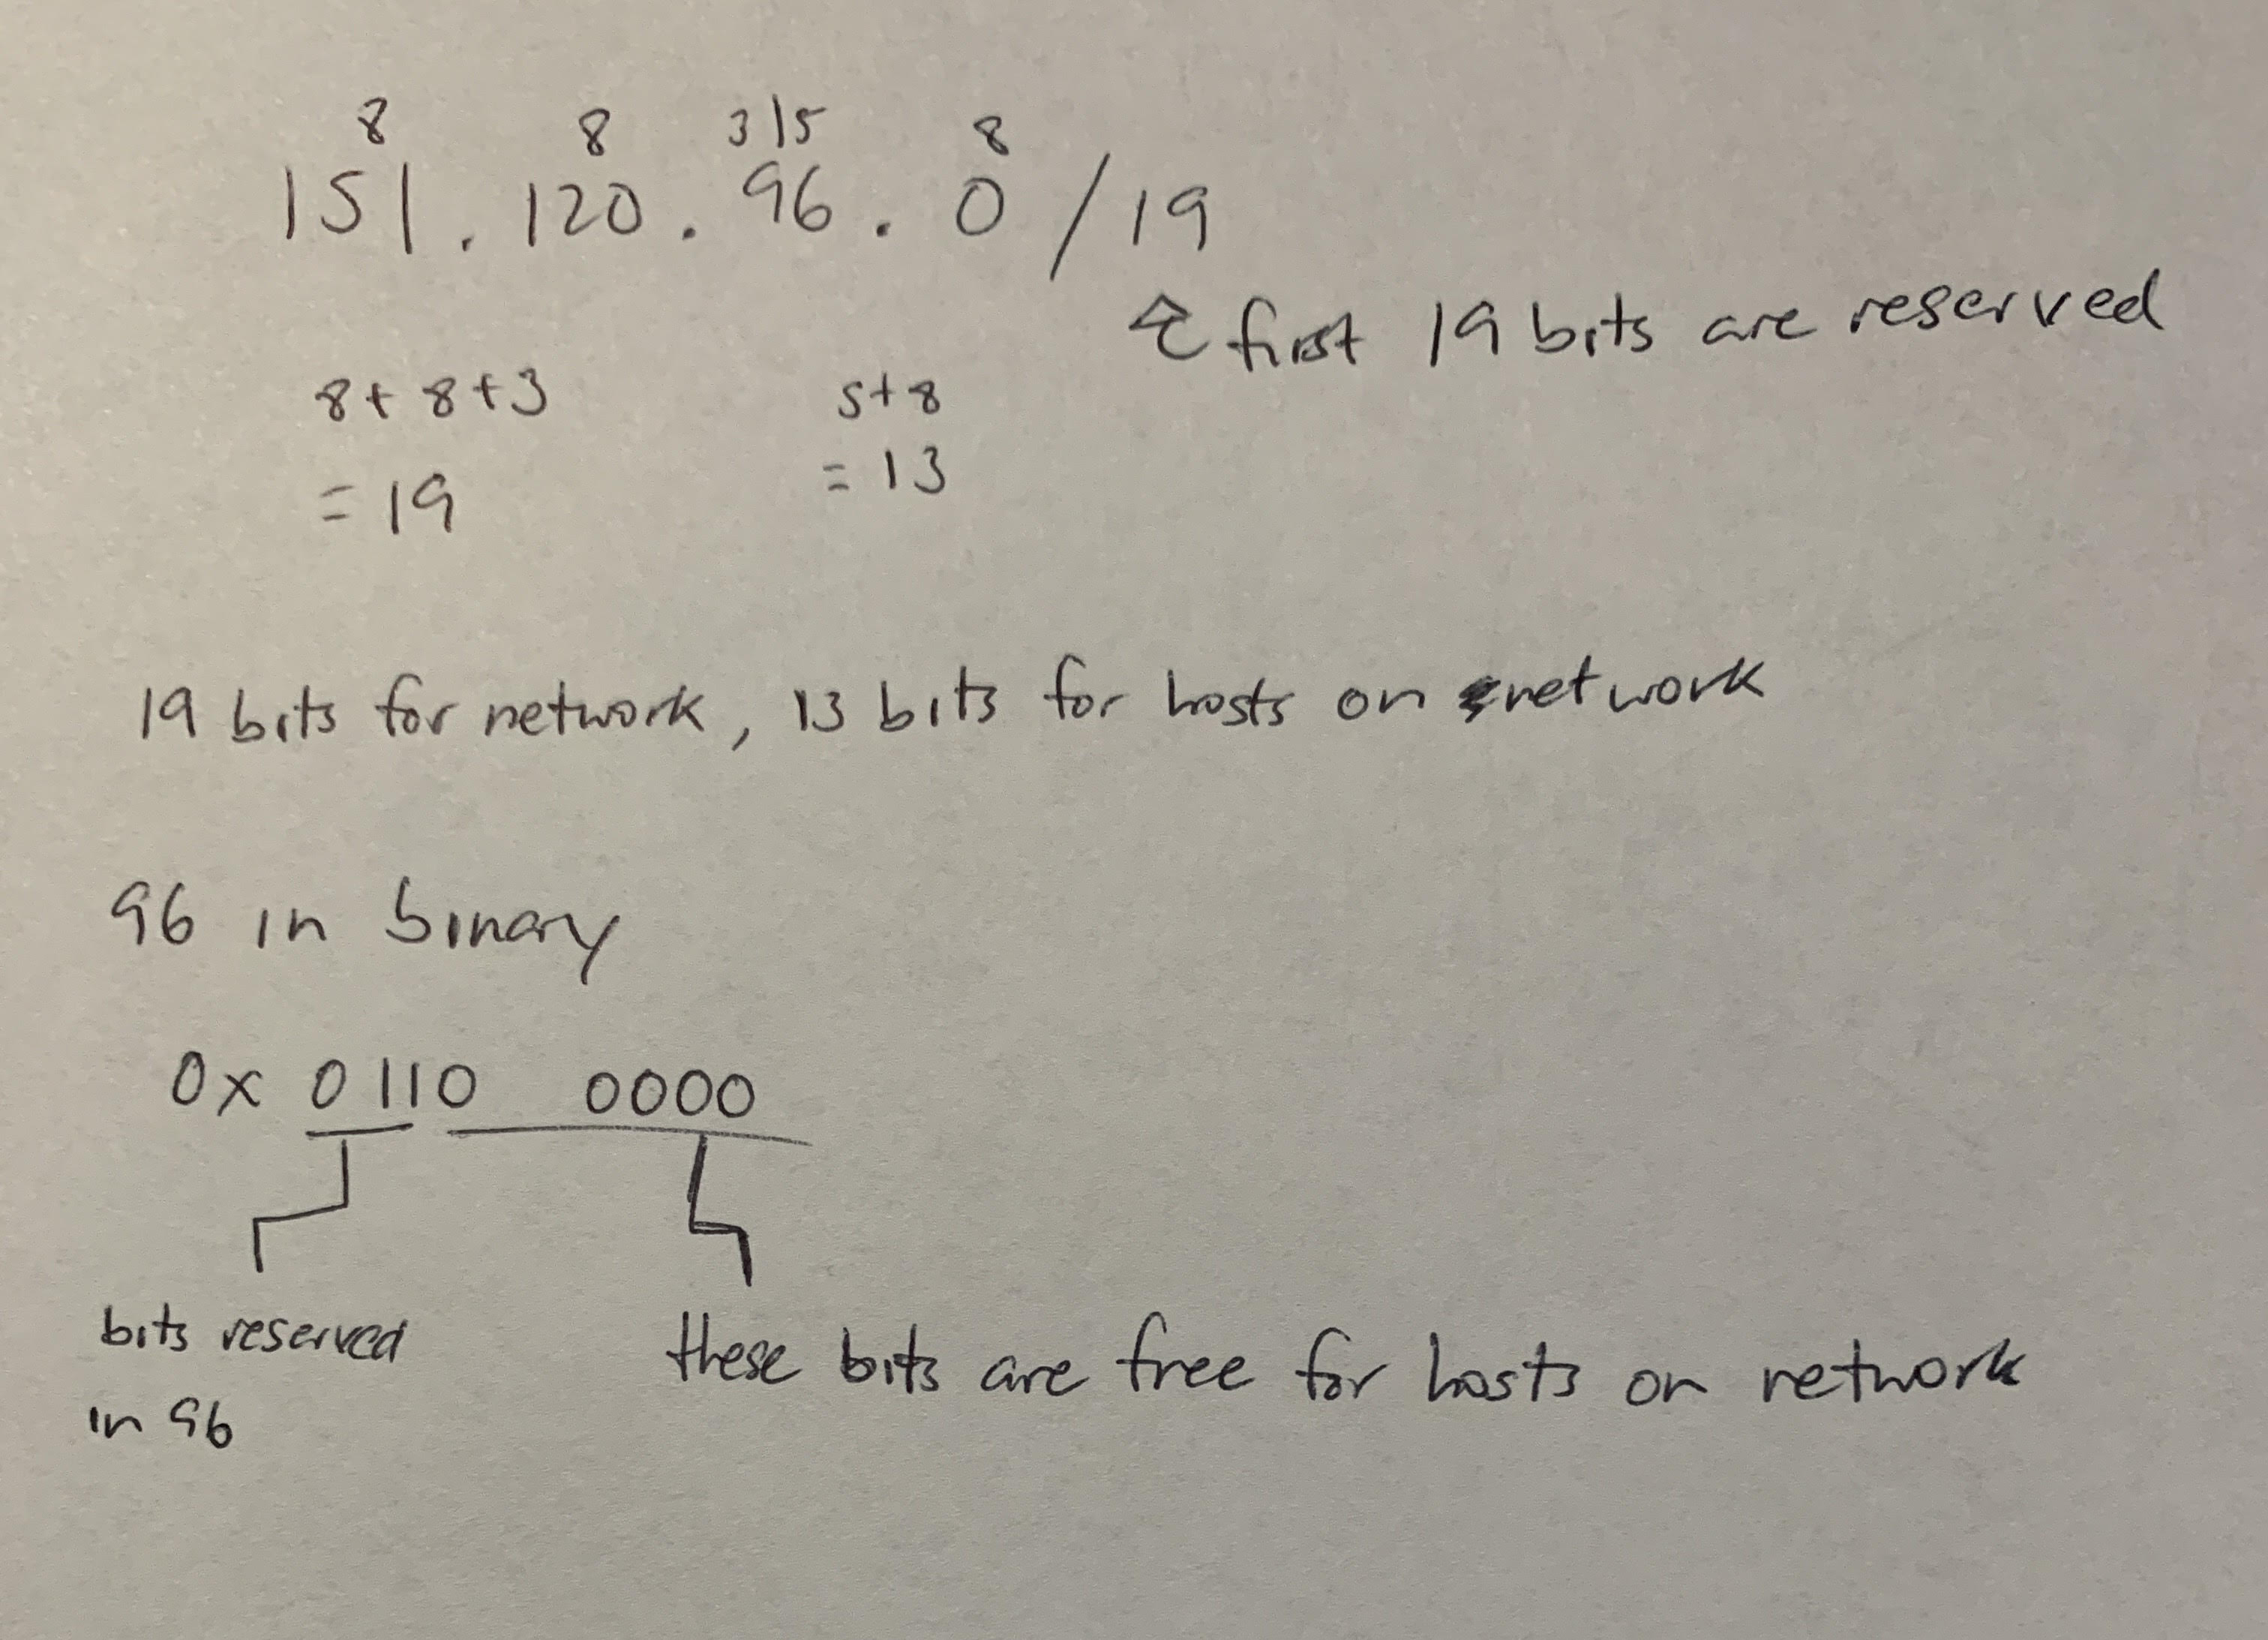 8 8 3|5 8
151 . 120 . 96 . 0 / 19
first 19 bits are reserved
8+8+3 5+8
= 19 = 13
19 bits for network, 13 bits for hosts on network
96 in binary
0x 0110 0000
bits reserved
in 96
these bits are free for hosts on network